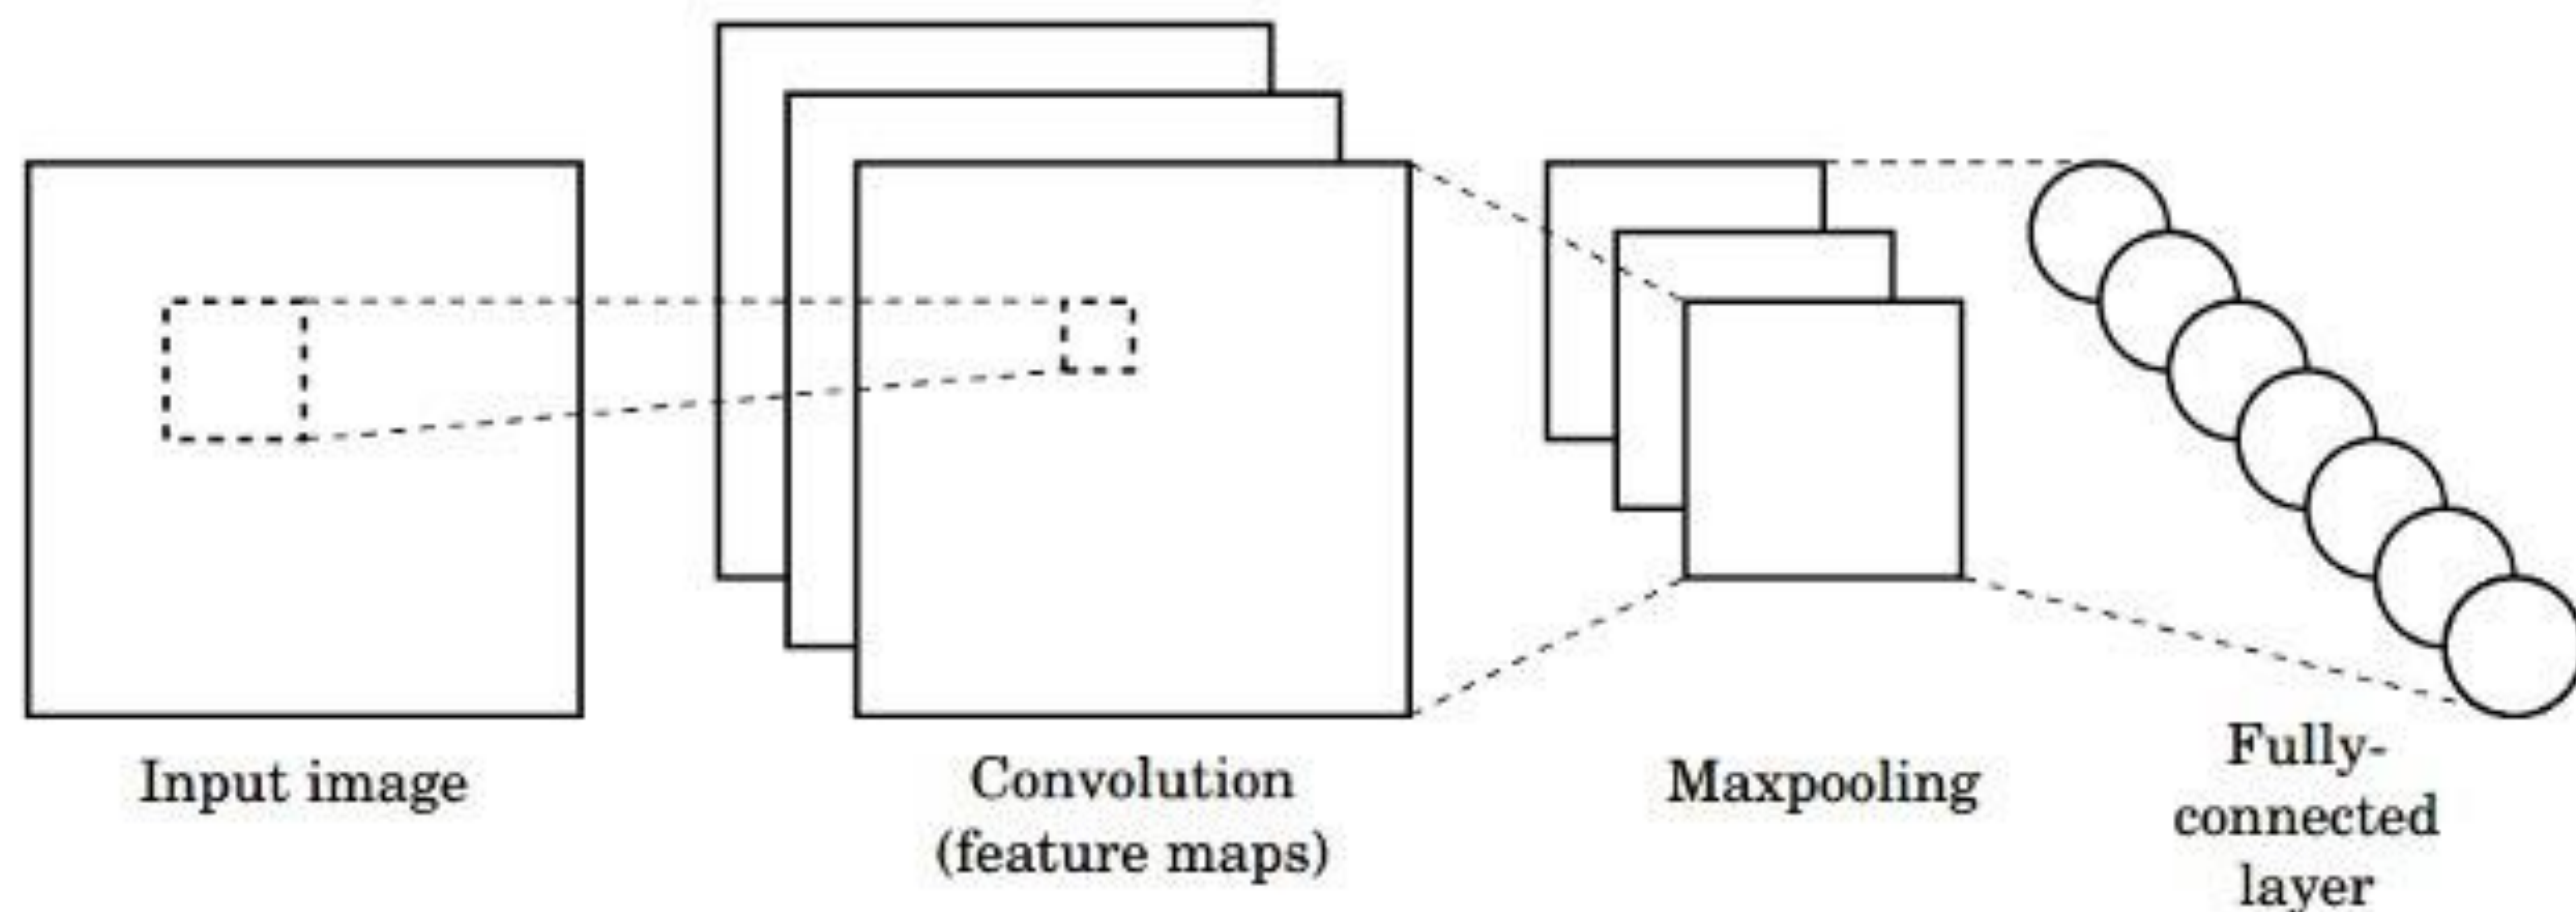 Input image
Convolution
(feature maps)
Maxpooling
Fully-
connected
layer